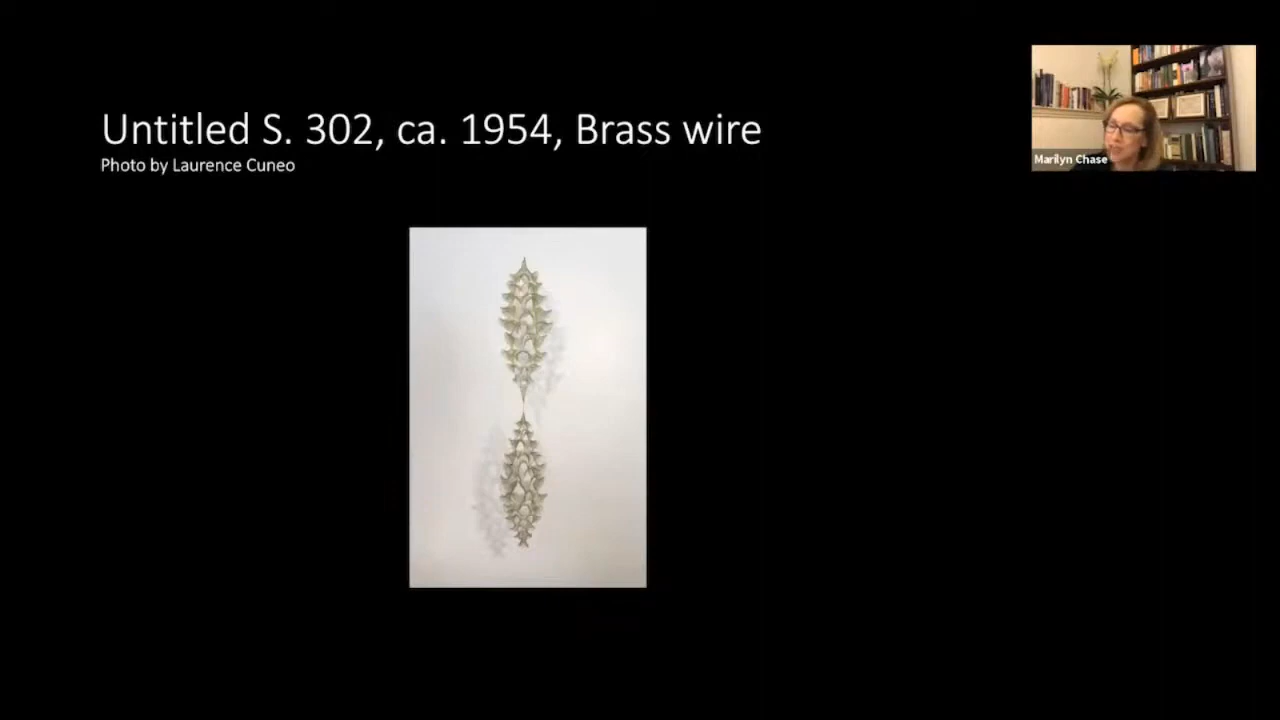 Untitled S. 302, ca. 1954, Brass wire
Photo by Laurence Cuneo
Marilyn Chase